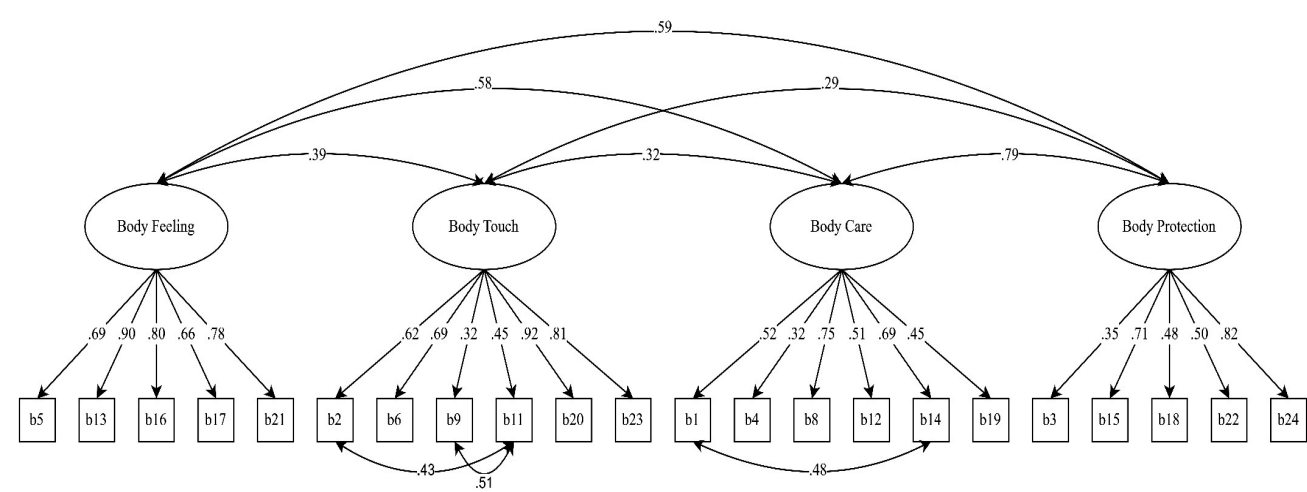 .59
.58 .29
.39 .32 .79
Body Feeling Body Touch Body Care Body Protection
.69 .90 .80 .66 .78 .62 .69 .32 .45 .92 .81 .52 .32 .75 .51 .69 .45 .35 .71 .48 .50 .82
b5 b13 b16 b17 b21 b2 b6 b9 b11 b20 b23 b1 b4 b8 b12 b14 b19 b3 b15 b18 b22 b24
.43 .48
.51